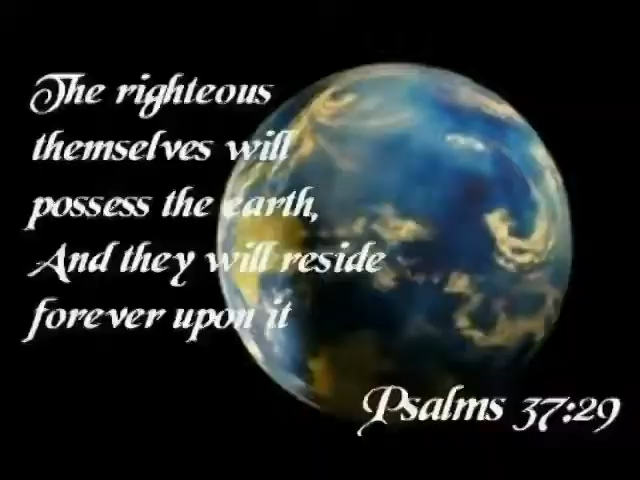 The righteous
themselves will
possess the earth,
And they will reside
forever upon it
Psalms 37:29